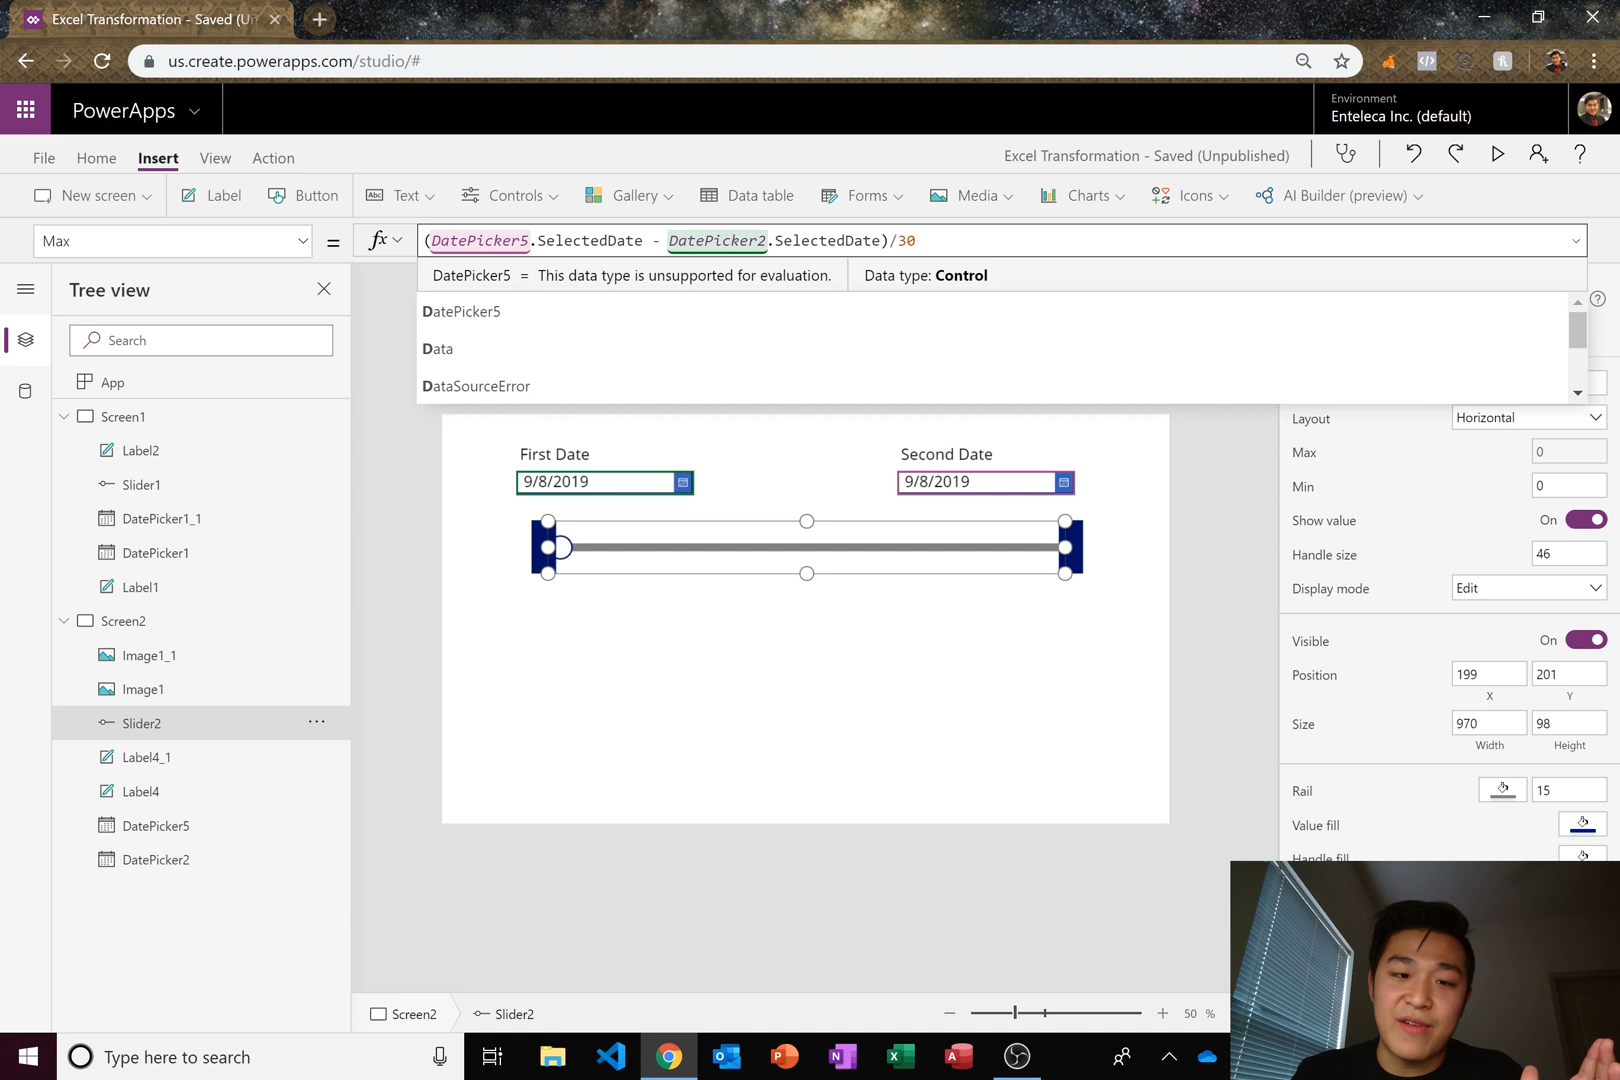 Excel Transformation - Saved (Un
us.create.powerapps.com/studio/#
PowerApps
Environment
Enteleca Inc. (default)
File Home Insert View Action
Excel Transformation - Saved (Unpublished)
New screen Label Button Text Controls Gallery Data table Forms Media Charts Icons AI Builder (preview)
Abc
Max = fx (DatePicker5.SelectedDate - DatePicker2.SelectedDate)/30
DatePicker5 = This data type is unsupported for evaluation. Data type: Control
DatePicker5
Data
DataSourceError
Tree view
Search
App
Screen1
Label2
Slider1
DatePicker1_1
DatePicker1
Label1
Screen2
Image1_1
Image1
Slider2 ...
Label4_1
Label4
DatePicker5
DatePicker2
First Date
Second Date
9/8/2019
9/8/2019
Layout Horizontal
Max 0
Min 0
Show value On
Handle size 46
Display mode Edit
Visible On
Position 199 201
X Y
Size 970 98
Width Height
Rail 15
Value fill
Handle fill
Screen2 Slider2
50 %
Type here to search